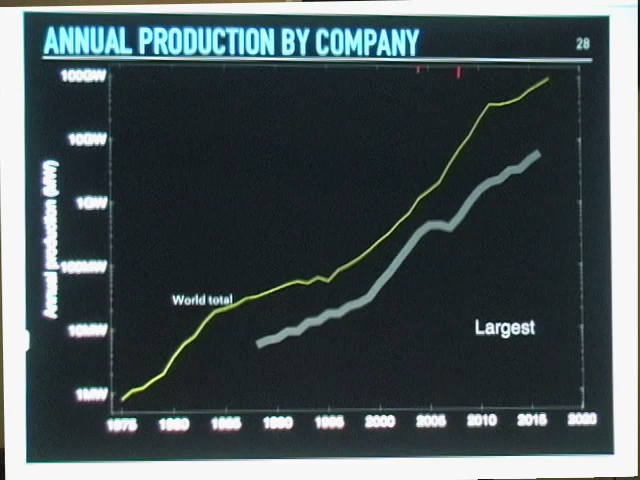 ANNUAL PRODUCTION BY COMPANY
28
100GW
10GW
1GW
100MW
10MW
1MW
Annual production (MW)
World total
Largest
1975 1980 1985 1990 1995 2000 2005 2010 2015 2020